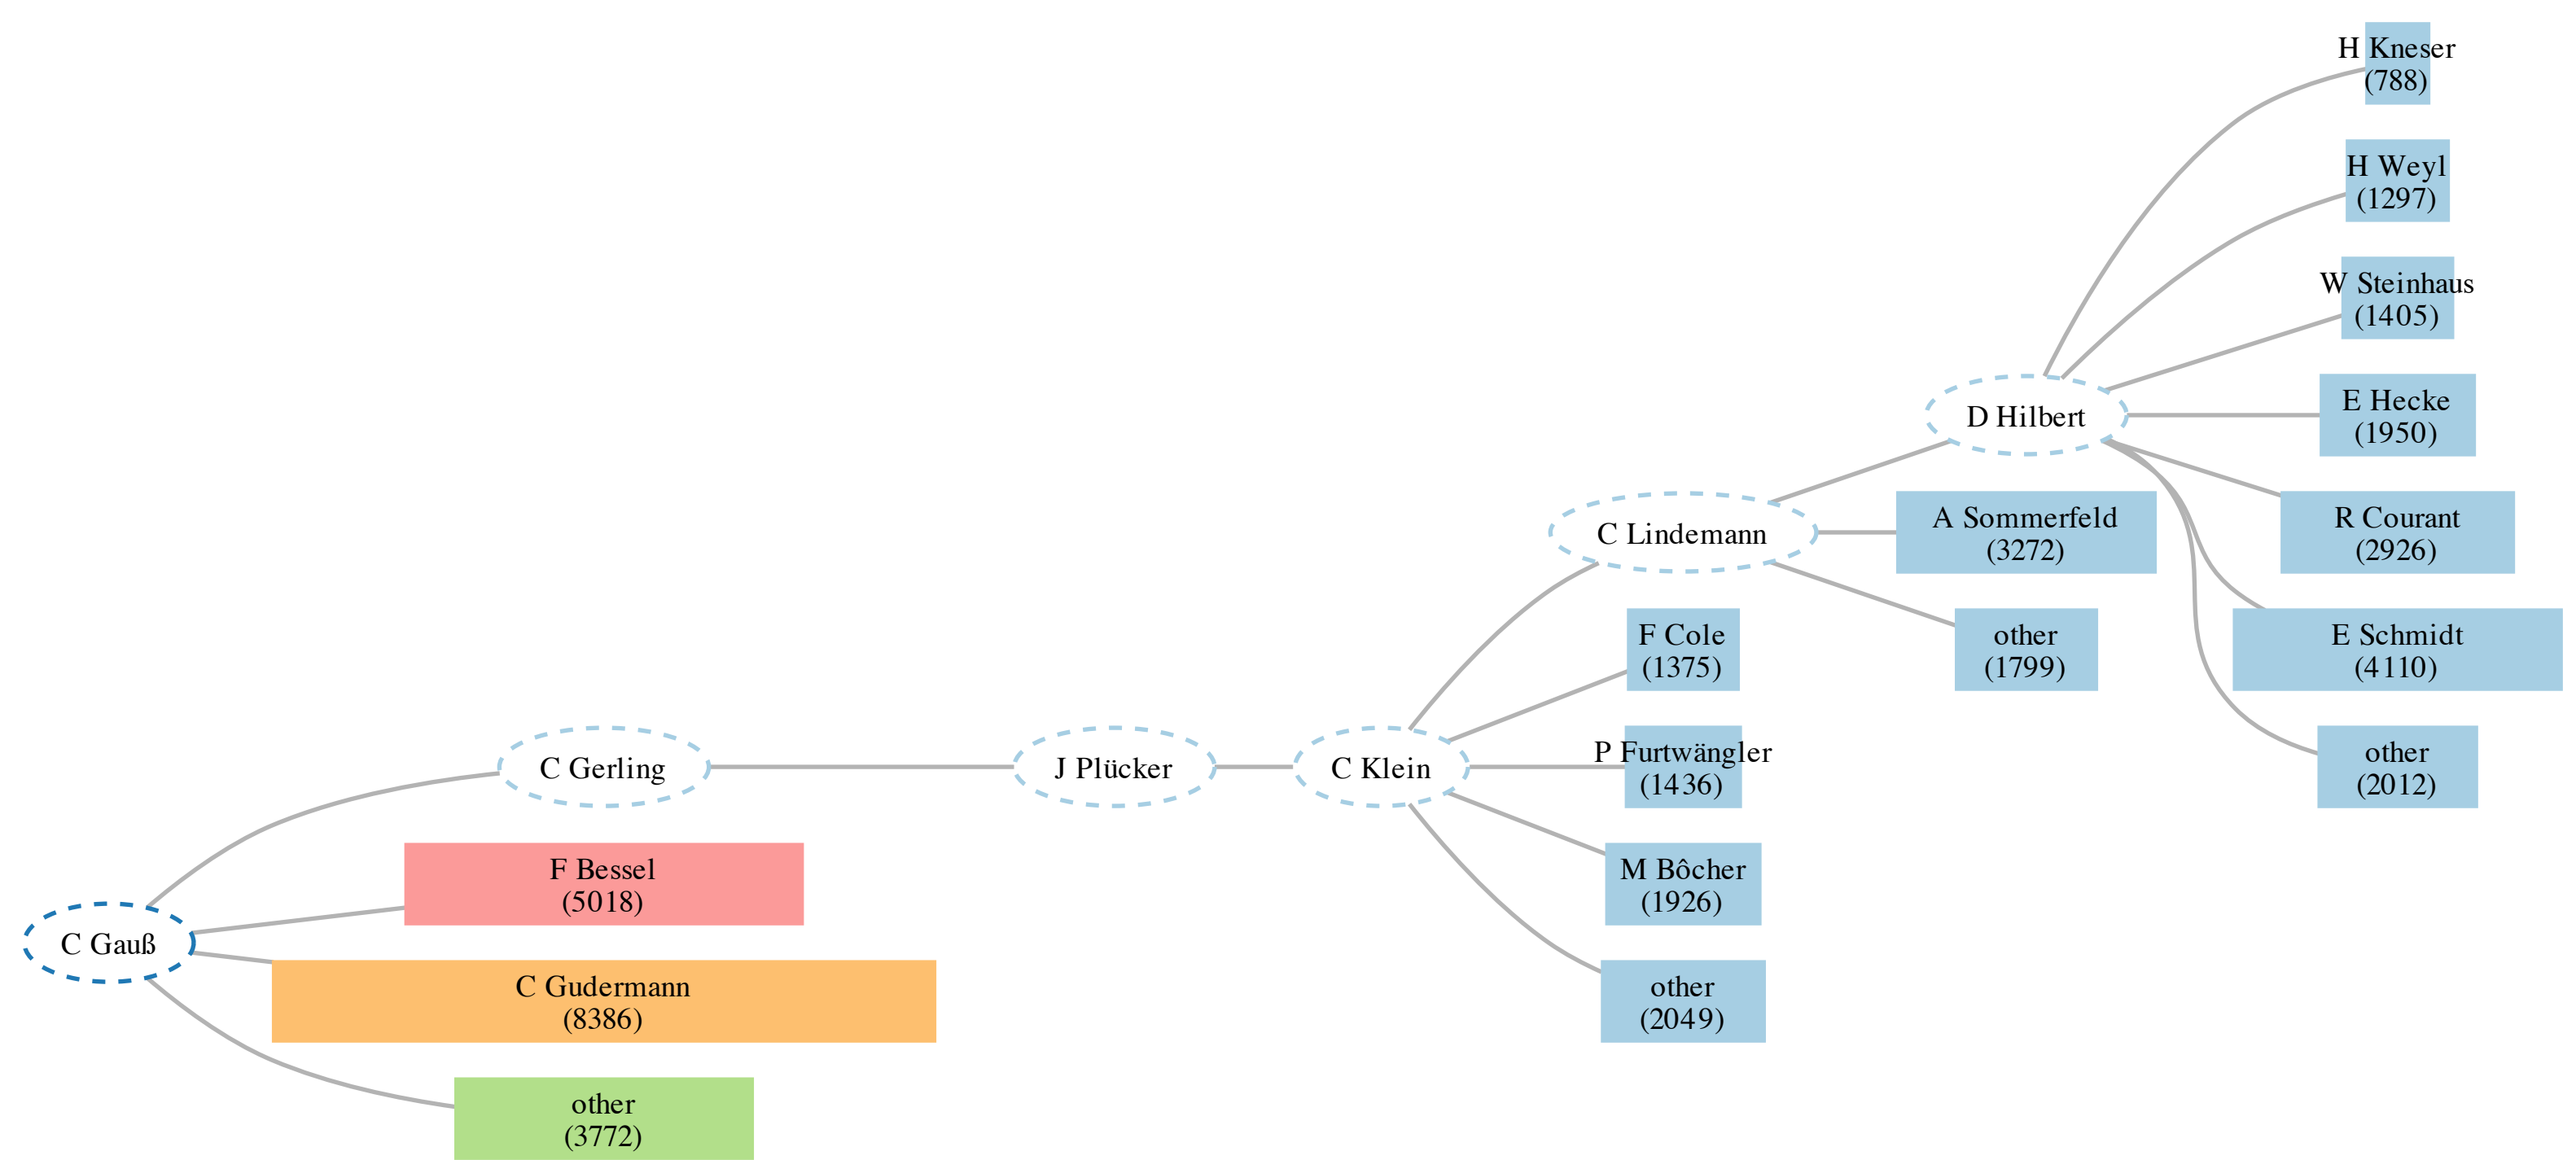 H Kneser
(788)
H Weyl
(1297)
W Steinhaus
(1405)
D Hilbert
E Hecke
(1950)
C Lindemann
A Sommerfeld
(3272)
R Courant
(2926)
F Cole
(1375)
other
(1799)
E Schmidt
(4110)
C Gerling
J Plücker
C Klein
P Furtwängler
(1436)
other
(2012)
F Bessel
(5018)
M Bôcher
(1926)
C Gauß
C Gudermann
(8386)
other
(2049)
other
(3772)